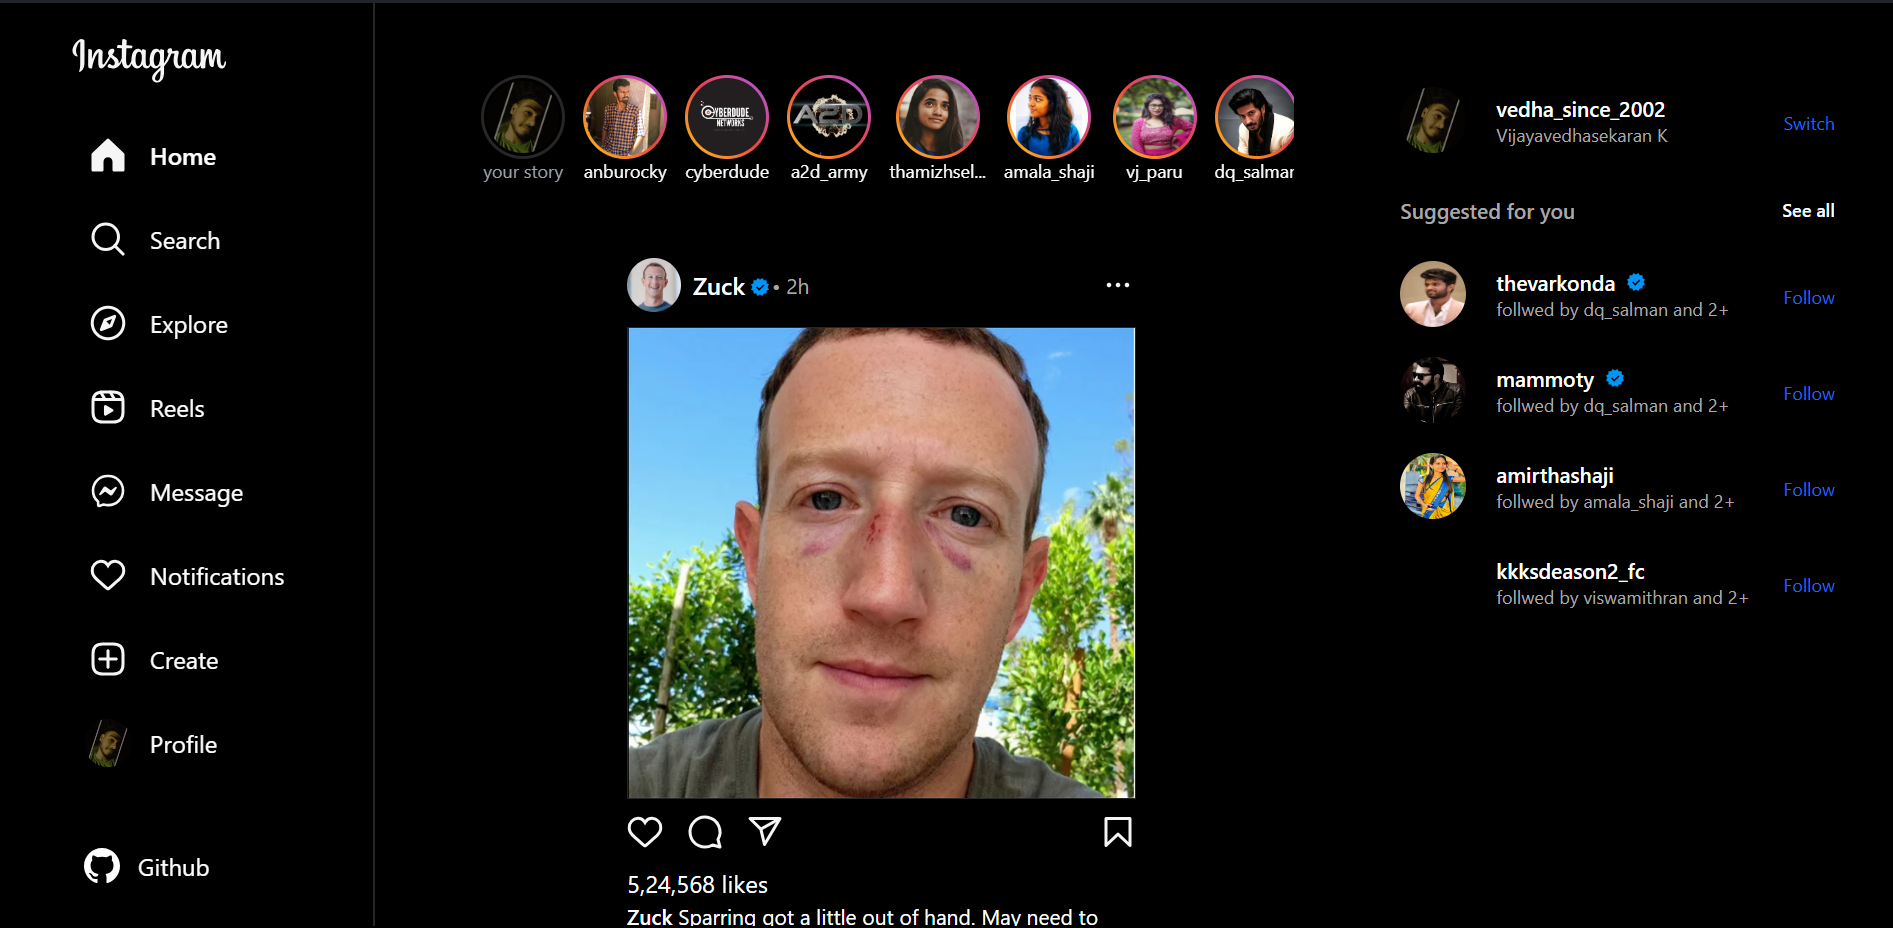 Instagram
Home
Search
Explore
Reels
Message
Notifications
Create
Profile
Github
your story
anburocky
CYBERDUDE
NETWORKS
cyberdude
A2D
a2d_army
thamizhsel...
amala_shaji
vj_paru
dq_salmar
Zuck • 2h
5,24,568 likes
Zuck Sparring got a little out of hand. May need to
vedha_since_2002
Vijayavedhasekaran K
Switch
Suggested for you
See all
thevarkonda
follwed by dq_salman and 2+
Follow
mammoty
follwed by dq_salman and 2+
Follow
amirthashaji
follwed by amala_shaji and 2+
Follow
kkksdeason2_fc
follwed by viswamithran and 2+
Follow